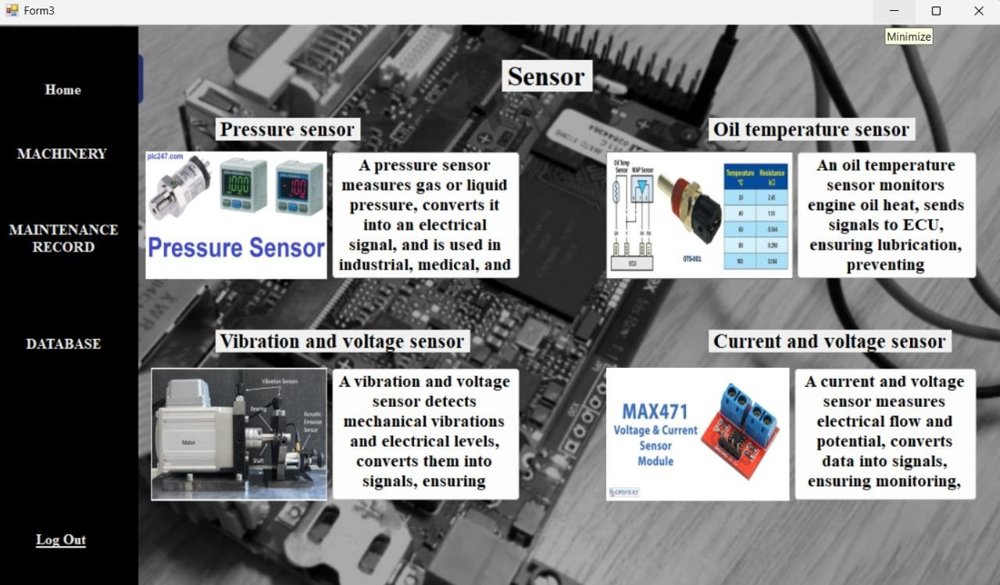 Form3
Minimize
Home
MACHINERY
MAINTENANCE
RECORD
DATABASE
Log Out
Sensor
Pressure sensor
plc247.com
1000
-100
Pressure Sensor
A pressure sensor
measures gas or liquid
pressure, converts it
into an electrical
signal, and is used in
industrial, medical, and
Oil temperature sensor
Oil Temp
Sensor
MAP Sensor
ECU
OTS-001
Temperature °C Resistance kΩ
20 2.45
40 1.10
60 0.544
80 0.290
100 0.164
An oil temperature
sensor monitors
engine oil heat, sends
signals to ECU,
ensuring lubrication,
preventing
Vibration and voltage sensor
Vibration Sensors
Bearing
Acoustic
Emission
Sensor
Motor
Shaft
A vibration and voltage
sensor detects
mechanical vibrations
and electrical levels,
converts them into
signals, ensuring
Current and voltage sensor
MAX471
Voltage & Current
Sensor
Module
A current and voltage
sensor measures
electrical flow and
potential, converts
data into signals,
ensuring monitoring,